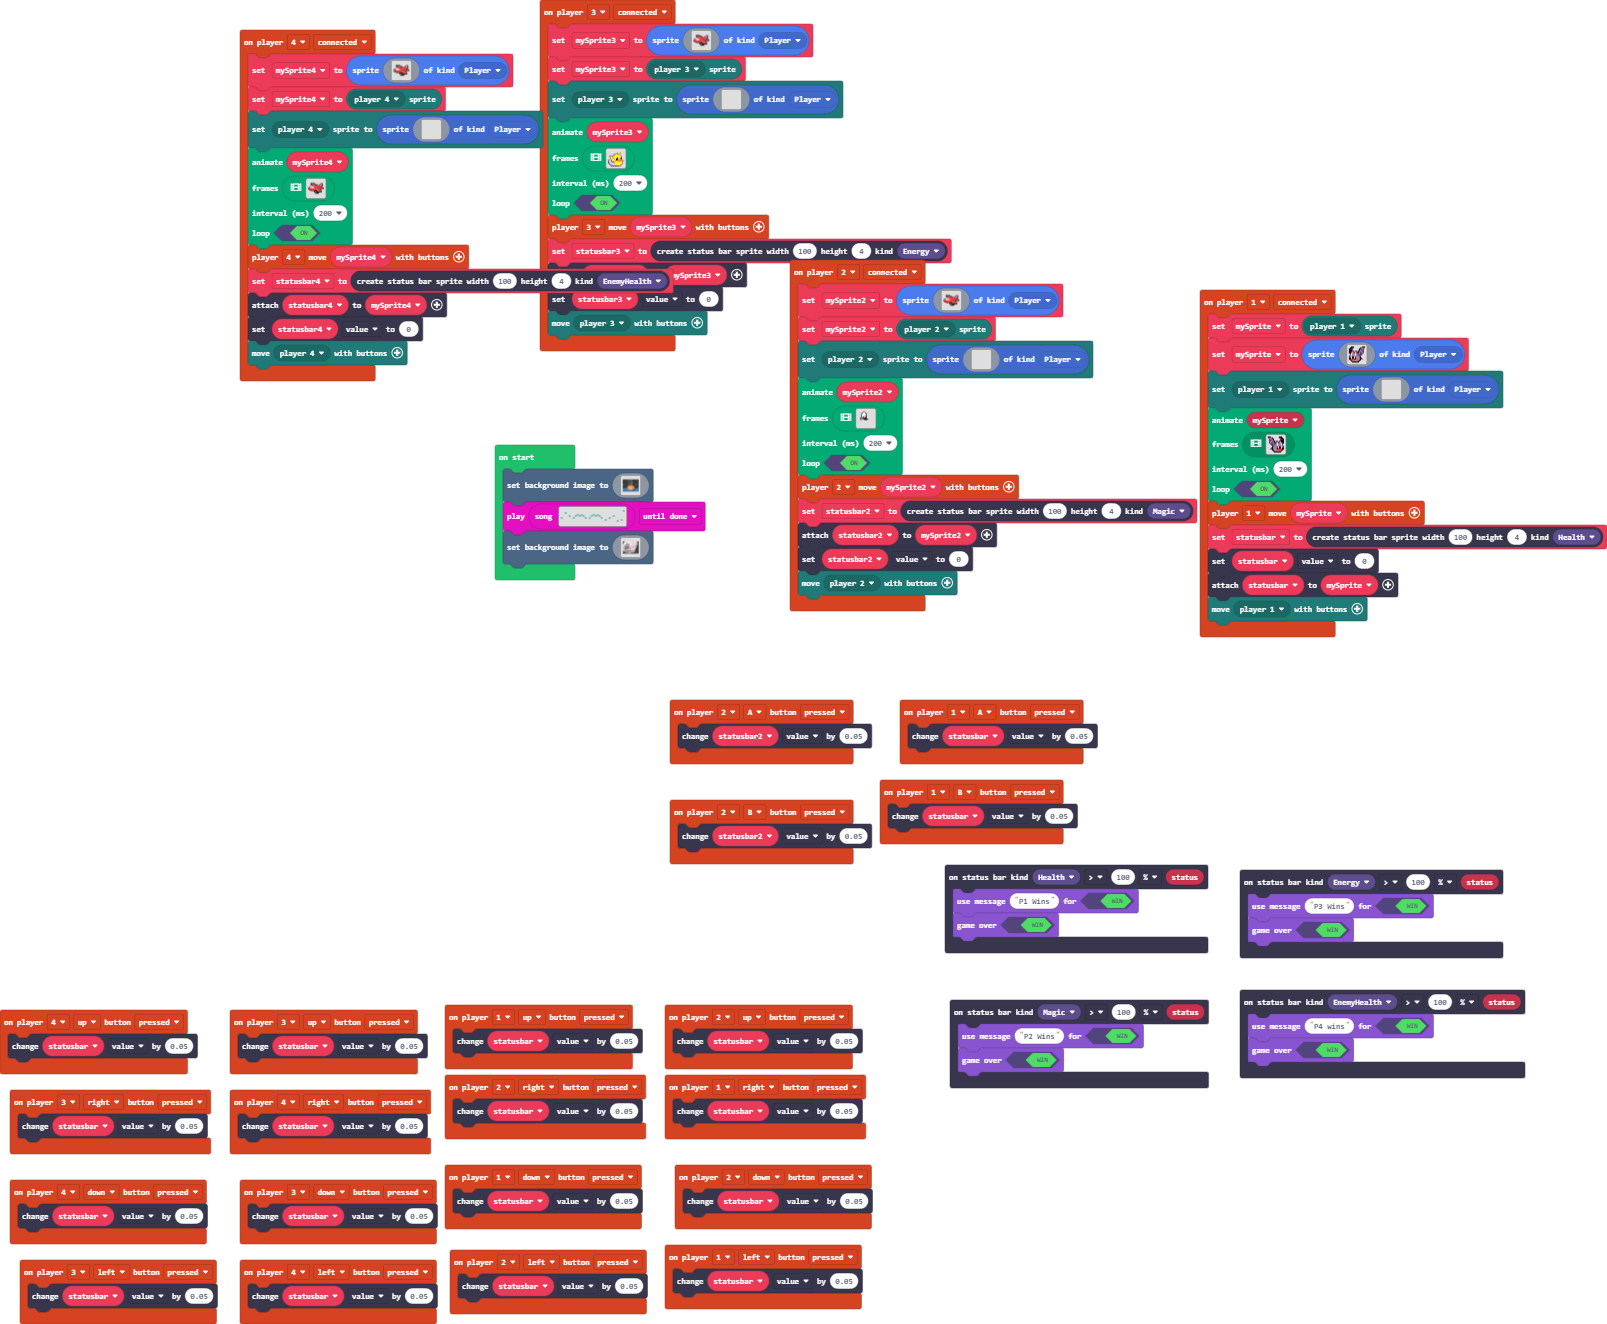 on player 4 connected
set mySprite4 to sprite of kind Player
set mySprite4 to player 4 sprite
set player 4 sprite to sprite of kind Player
animate mySprite4
frames
interval (ms) 200
loop ON
player 4 move mySprite4 with buttons
set statusbar4 to create status bar sprite width 100 height 4 kind EnemyHealth
attach statusbar4 to mySprite4
set statusbar4 value to 0
move player 4 with buttons
on player 3 connected
set mySprite3 to sprite of kind Player
set mySprite3 to player 3 sprite
set player 3 sprite to sprite of kind Player
animate mySprite3
frames
interval (ms) 200
loop ON
player 3 move mySprite3 with buttons
set statusbar3 to create status bar sprite width 100 height 4 kind Energy
ySprite3
set statusbar3 value to 0
move player 3 with buttons
on player 2 connected
set mySprite2 to sprite of kind Player
set mySprite2 to player 2 sprite
set player 2 sprite to sprite of kind Player
animate mySprite2
frames
interval (ms) 200
loop ON
player 2 move mySprite2 with buttons
set statusbar2 to create status bar sprite width 100 height 4 kind Magic
attach statusbar2 to mySprite2
set statusbar2 value to 0
move player 2 with buttons
on player 1 connected
set mySprite to player 1 sprite
set mySprite to sprite of kind Player
set player 1 sprite to sprite of kind Player
animate mySprite
frames
interval (ms) 200
loop ON
player 1 move mySprite with buttons
set statusbar to create status bar sprite width 100 height 4 kind Health
set statusbar value to 0
attach statusbar to mySprite
move player 1 with buttons
on start
set background image to
play song until done
set background image to
on player 2 A button pressed
change statusbar2 value by 0.05
on player 1 A button pressed
change statusbar value by 0.05
on player 2 B button pressed
change statusbar2 value by 0.05
on player 1 B button pressed
change statusbar value by 0.05
on status bar kind Health > 100 % status
use message "P1 Wins" for WIN
game over WIN
on status bar kind Energy > 100 % status
use message "P3 Wins" for WIN
game over WIN
on status bar kind Magic > 100 % status
use message "P2 Wins" for WIN
game over WIN
on status bar kind EnemyHealth > 100 % status
use message "P4 wins" for WIN
game over WIN
on player 4 up button pressed
change statusbar value by 0.05
on player 3 up button pressed
change statusbar value by 0.05
on player 1 up button pressed
change statusbar value by 0.05
on player 2 up button pressed
change statusbar value by 0.05
on player 3 right button pressed
change statusbar value by 0.05
on player 4 right button pressed
change statusbar value by 0.05
on player 2 right button pressed
change statusbar value by 0.05
on player 1 right button pressed
change statusbar value by 0.05
on player 4 down button pressed
change statusbar value by 0.05
on player 3 down button pressed
change statusbar value by 0.05
on player 1 down button pressed
change statusbar value by 0.05
on player 2 down button pressed
change statusbar value by 0.05
on player 3 left button pressed
change statusbar value by 0.05
on player 4 left button pressed
change statusbar value by 0.05
on player 2 left button pressed
change statusbar value by 0.05
on player 1 left button pressed
change statusbar value by 0.05